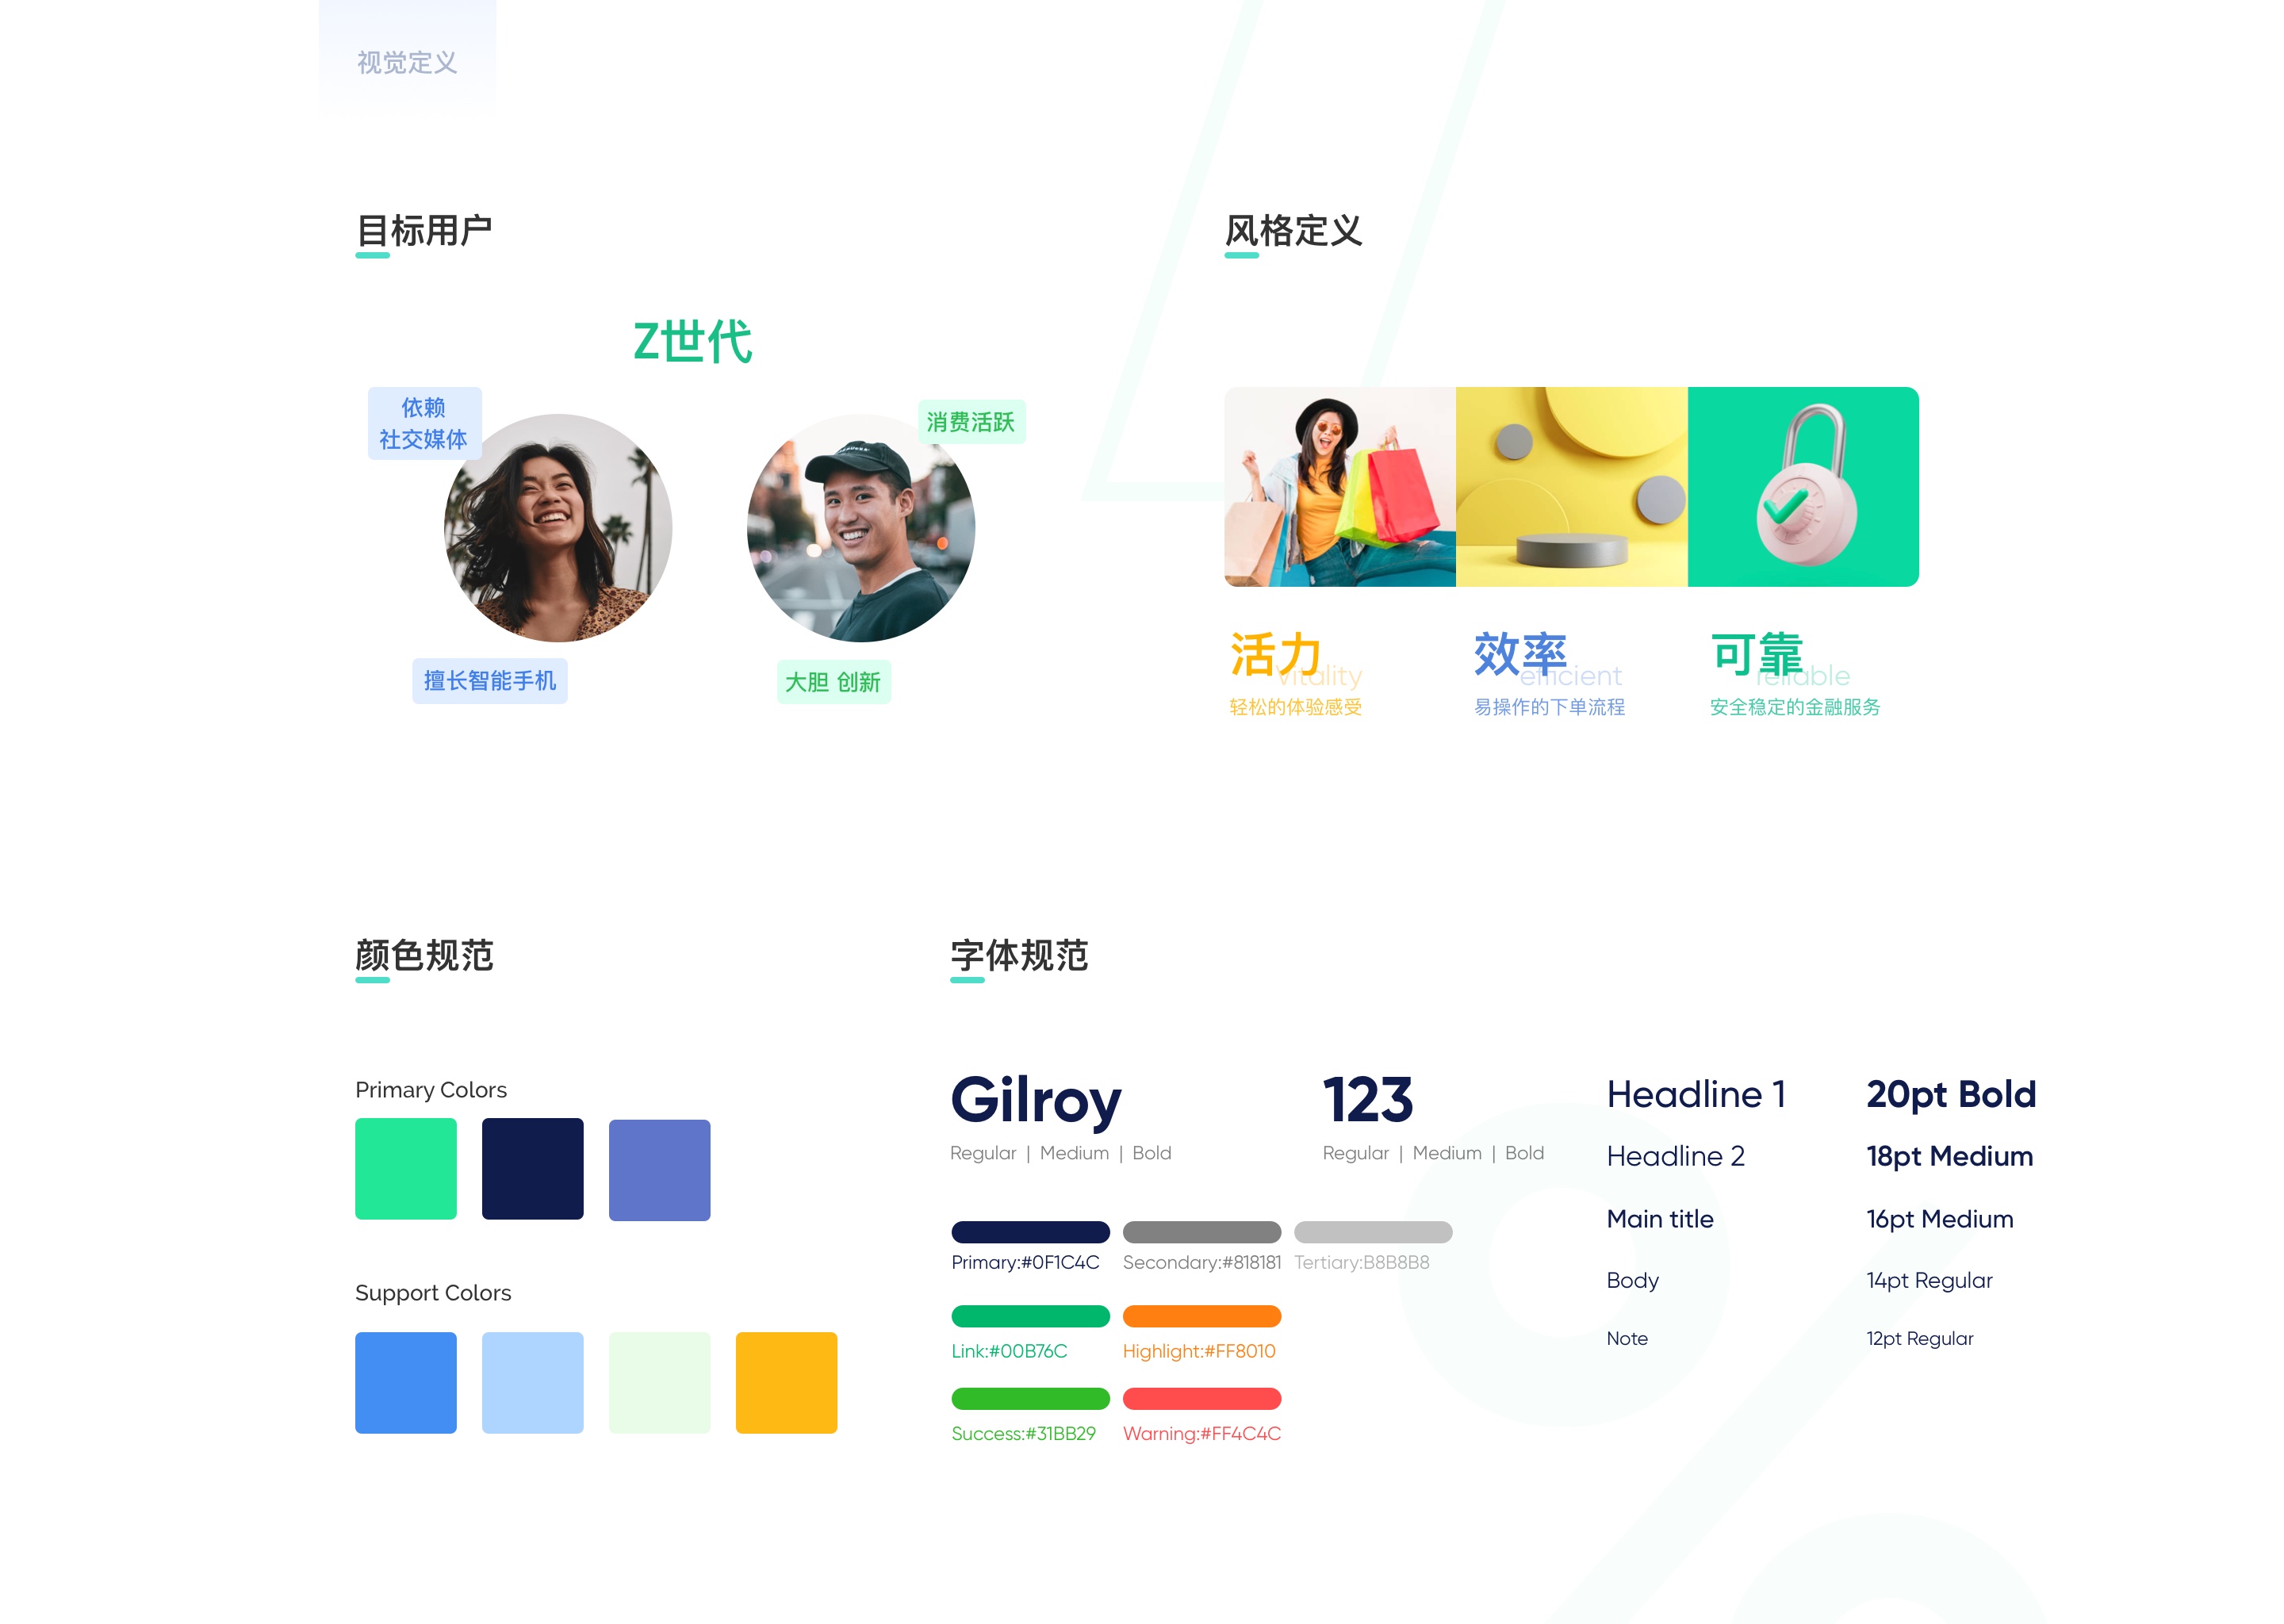 视觉定义
目标用户
Z世代
依赖
社交媒体
消费活跃
擅长智能手机
大胆 创新
风格定义
活力
Vitality
轻松的体验感受
效率
efficient
易操作的下单流程
可靠
reliable
安全稳定的金融服务
颜色规范
Primary Colors
Support Colors
字体规范
Gilroy
Regular | Medium | Bold
123
Regular | Medium | Bold
Primary:#0F1C4C
Secondary:#818181
Tertiary:B8B8B8
Link:#00B76C
Highlight:#FF8010
Success:#31BB29
Warning:#FF4C4C
Headline 1
20pt Bold
Headline 2
18pt Medium
Main title
16pt Medium
Body
14pt Regular
Note
12pt Regular